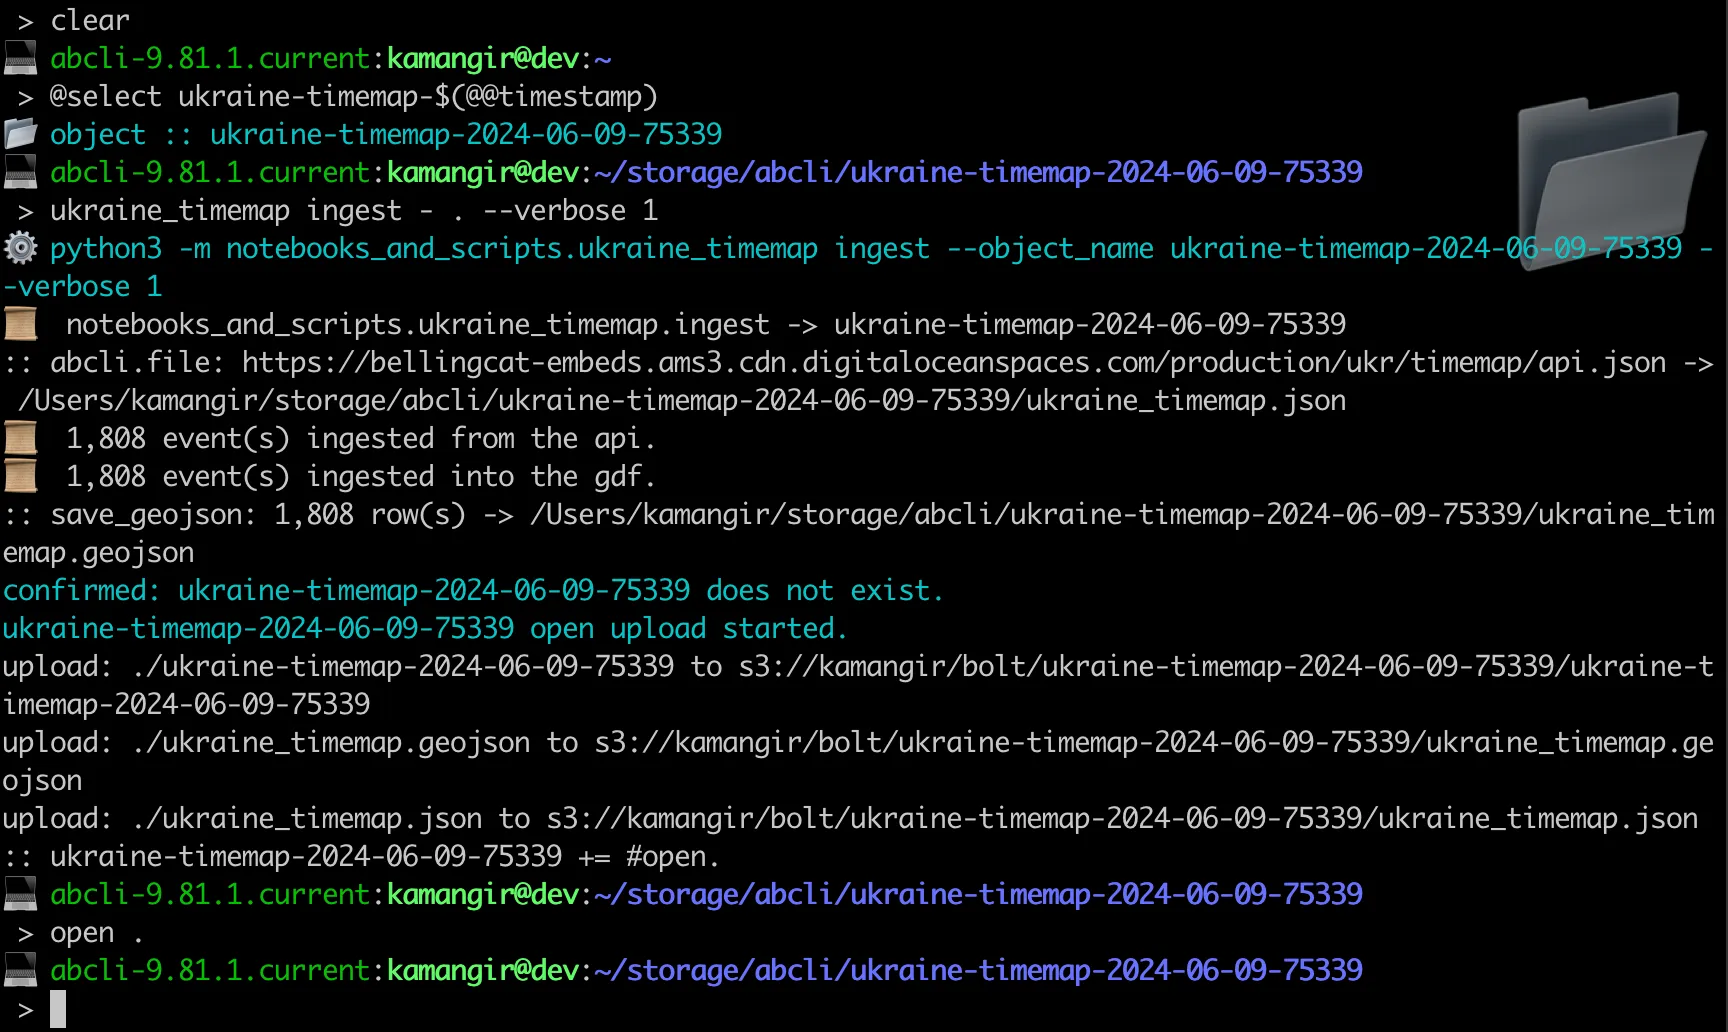 > clear
abcli-9.81.1.current:kamangir@dev:~
> @select ukraine-timemap-$(@@timestamp)
object :: ukraine-timemap-2024-06-09-75339
abcli-9.81.1.current:kamangir@dev:~/storage/abcli/ukraine-timemap-2024-06-09-75339
> ukraine_timemap ingest - . --verbose 1
python3 -m notebooks_and_scripts.ukraine_timemap ingest --object_name ukraine-timemap-2024-06-09-75339 -
-verbose 1
notebooks_and_scripts.ukraine_timemap.ingest -> ukraine-timemap-2024-06-09-75339
:: abcli.file: https://bellingcat-embeds.ams3.cdn.digitaloceanspaces.com/production/ukr/timemap/api.json ->
/Users/kamangir/storage/abcli/ukraine-timemap-2024-06-09-75339/ukraine_timemap.json
1,808 event(s) ingested from the api.
1,808 event(s) ingested into the gdf.
:: save_geojson: 1,808 row(s) -> /Users/kamangir/storage/abcli/ukraine-timemap-2024-06-09-75339/ukraine_tim
emap.geojson
confirmed: ukraine-timemap-2024-06-09-75339 does not exist.
ukraine-timemap-2024-06-09-75339 open upload started.
upload: ./ukraine-timemap-2024-06-09-75339 to s3://kamangir/bolt/ukraine-timemap-2024-06-09-75339/ukraine-t
imemap-2024-06-09-75339
upload: ./ukraine_timemap.geojson to s3://kamangir/bolt/ukraine-timemap-2024-06-09-75339/ukraine_timemap.ge
ojson
upload: ./ukraine_timemap.json to s3://kamangir/bolt/ukraine-timemap-2024-06-09-75339/ukraine_timemap.json
:: ukraine-timemap-2024-06-09-75339 += #open.
abcli-9.81.1.current:kamangir@dev:~/storage/abcli/ukraine-timemap-2024-06-09-75339
> open .
abcli-9.81.1.current:kamangir@dev:~/storage/abcli/ukraine-timemap-2024-06-09-75339
>